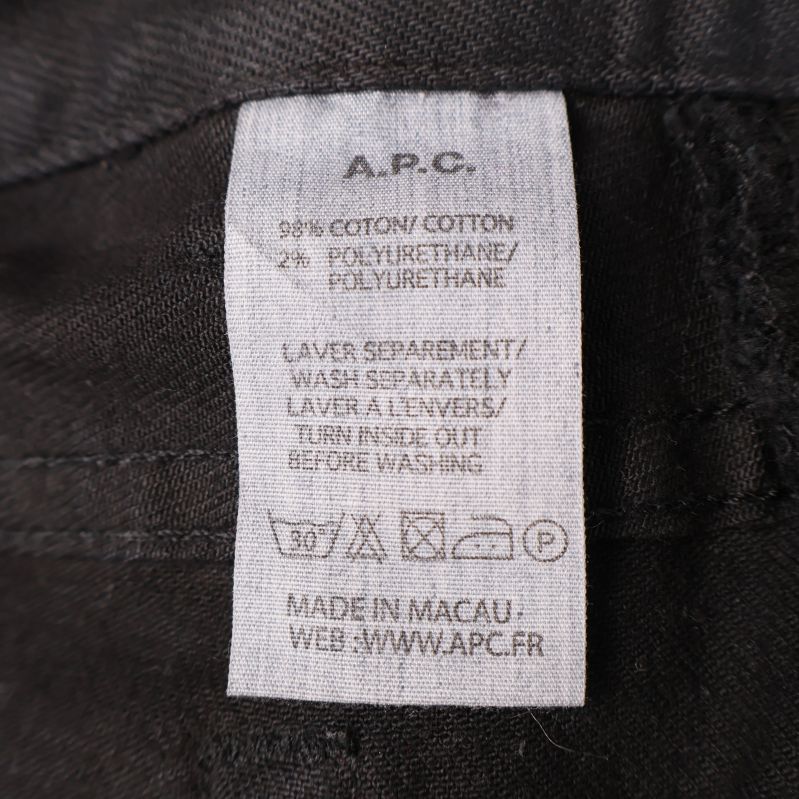 A.P.C.
98% COTON/ COTTON
2% POLYURETHANE/
POLYURETHANE
LAVER SEPAREMENT/
WASH SEPARATELY
LAVER A L'ENVERS/
TURN INSIDE OUT
BEFORE WASHING
30° P
MADE IN MACAU.
WEB :WWW.APC.FR